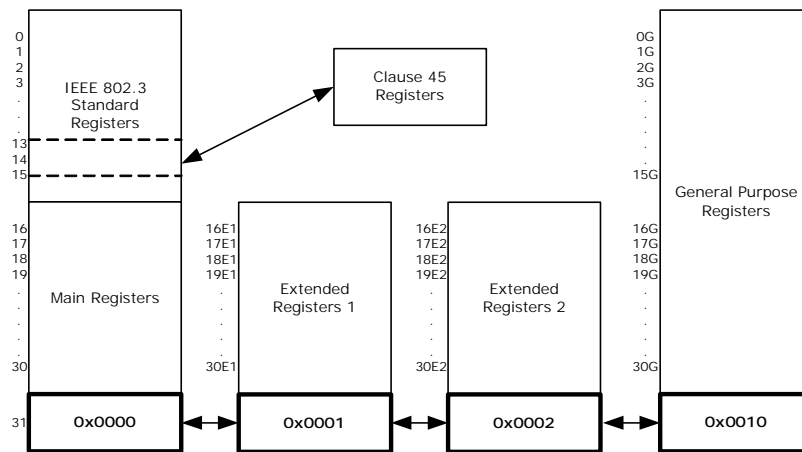 0
1
2
3
.
.
.
13
14
15
IEEE 802.3
Standard
Registers
Clause 45
Registers
0G
1G
2G
3G
.
.
.
.
.
15G
General Purpose
Registers
16
17
18
19
.
.
.
.
.
30
Main Registers
16E1
17E1
18E1
19E1
.
.
.
.
.
30E1
Extended
Registers 1
16E2
17E2
18E2
19E2
.
.
.
.
.
30E2
Extended
Registers 2
16G
17G
18G
19G
.
.
.
.
.
30G
31
0x0000
0x0001
0x0002
0x0010